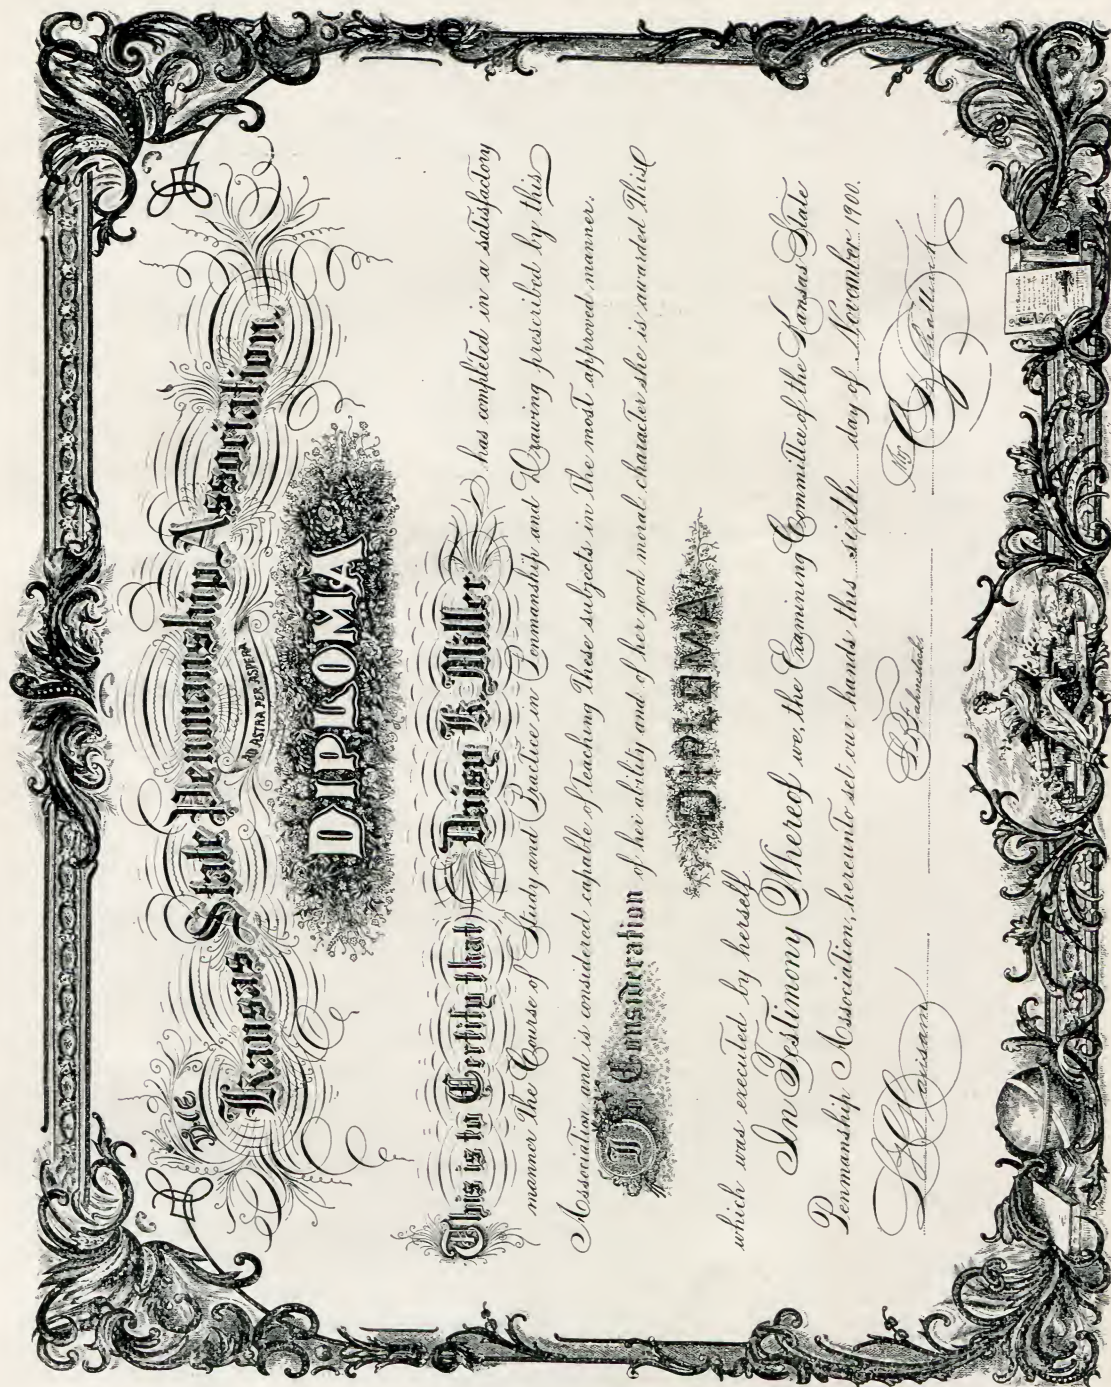 The
Kansas State Penmanship Association.
AD ASTRA PER ASPERA
DIPLOMA
This is to Certify that Daisy K. Miller has completed in a satisfactory
manner the Course of Study and Practice in Penmanship and Drawing prescribed by this
Association and is considered capable of teaching these subjects in the most approved manner.
In Consideration of her ability and of her good moral character she is awarded This
DIPLOMA
which was executed by herself
In Testimony Whereof we, the Examining Committee of the Kansas State
Penmanship Association, hereunto set our hands this sixth day of November 1900.
L. B. Fahnestock